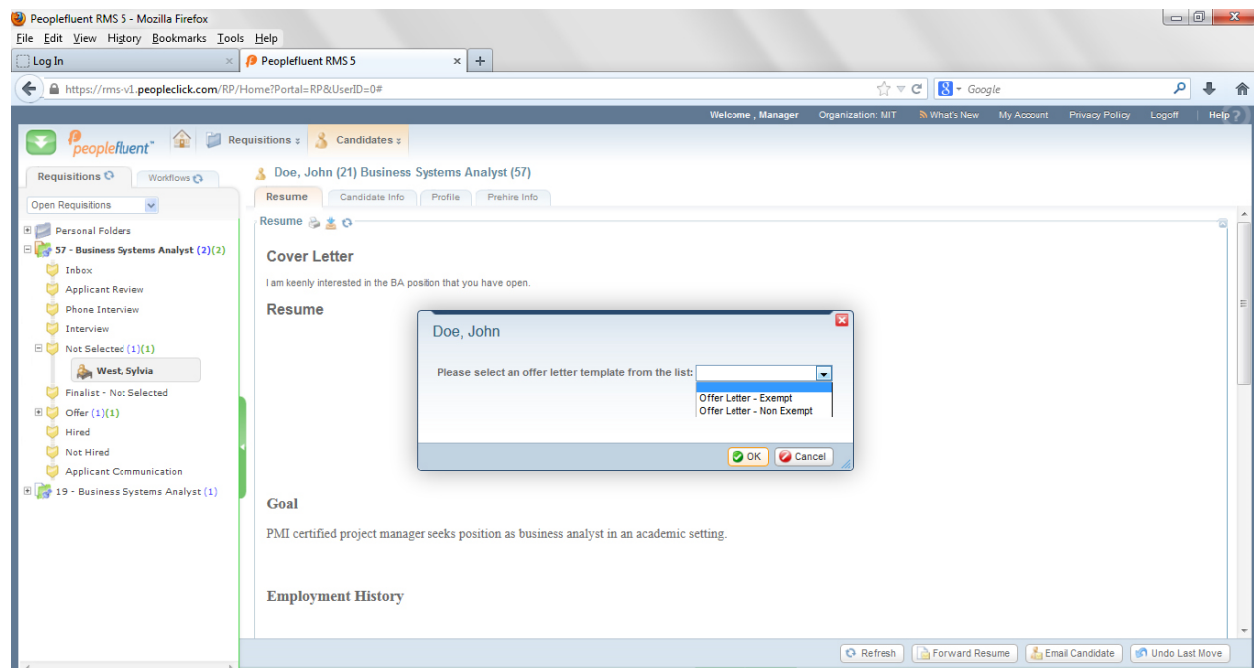 Peoplefluent RMS 5 - Mozilla Firefox
File Edit View History Bookmarks Tools Help
Log In
Peoplefluent RMS 5
https://rms-v1.peopleclick.com/RP/Home?Portal=RP&UserID=0#
Google
Welcome , Manager Organization: NIT What's New My Account Privacy Policy Logoff Help ?
peoplefluent™ Requisitions Candidates
Requisitions Workflows
Doe, John (21) Business Systems Analyst (57)
Resume Candidate Info Profile Prehire Info
Open Requisitions
Resume
Personal Folders
57 - Business Systems Analyst (2)(2)
Inbox
Applicant Review
Phone Interview
Interview
Not Selected (1)(1)
West, Sylvia
Finalist - Not Selected
Offer (1)(1)
Hired
Not Hired
Applicant Communication
19 - Business Systems Analyst (1)
Cover Letter
I am keenly interested in the BA position that you have open.
Resume
Doe, John
Please select an offer letter template from the list:
Offer Letter - Exempt
Offer Letter - Non Exempt
OK Cancel
Goal
PMI certified project manager seeks position as business analyst in an academic setting.
Employment History
Refresh Forward Resume Email Candidate Undo Last Move